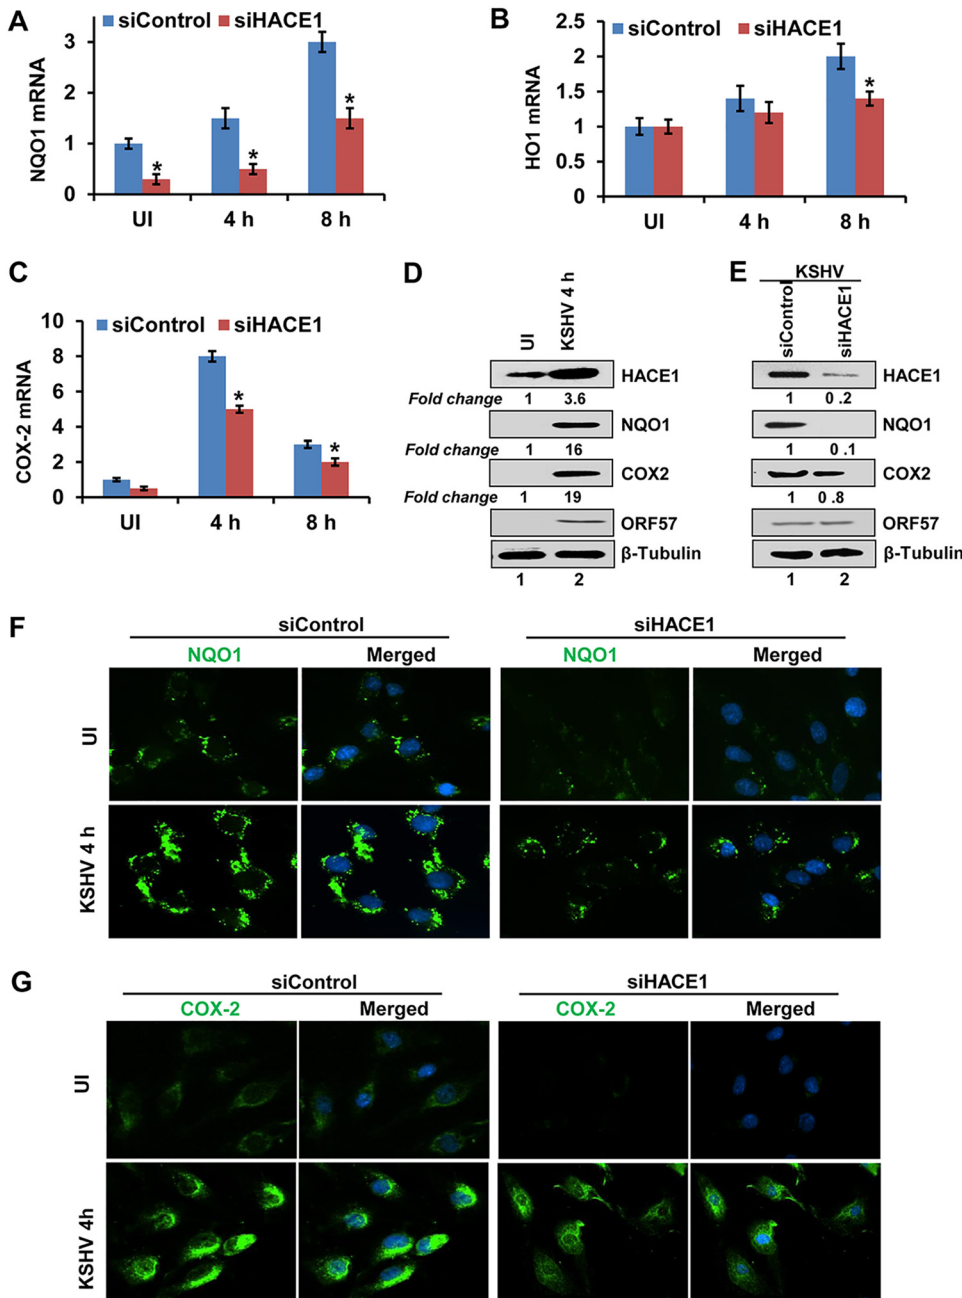 A
siControl siHACE1
NQO1 mRNA
3
2
1
0
UI 4 h 8 h
B
siControl siHACE1
HO1 mRNA
2.5
2
1.5
1
0.5
0
UI 4 h 8 h
* * *
*
C
siControl siHACE1
COX-2 mRNA
10
8
6
4
2
0
UI 4 h 8 h
* *
D
UI KSHV 4 h
HACE1
Fold change 1 3.6
NQO1
Fold change 1 16
COX2
Fold change 1 19
ORF57
β-Tubulin
1 2
E
KSHV
siControl siHACE1
HACE1
1 0 .2
NQO1
1 0 .1
COX2
1 0 .8
ORF57
β-Tubulin
1 2
F
siControl siHACE1
NQO1 Merged NQO1 Merged
UI
KSHV 4 h
G
siControl siHACE1
COX-2 Merged COX-2 Merged
UI
KSHV 4h